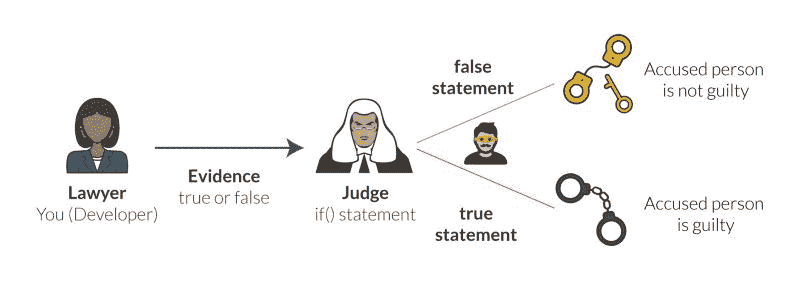 Lawyer
You (Developer)
Evidence
true or false
Judge
if() statement
false
statement
Accused person
is not guilty
true
statement
Accused person
is guilty